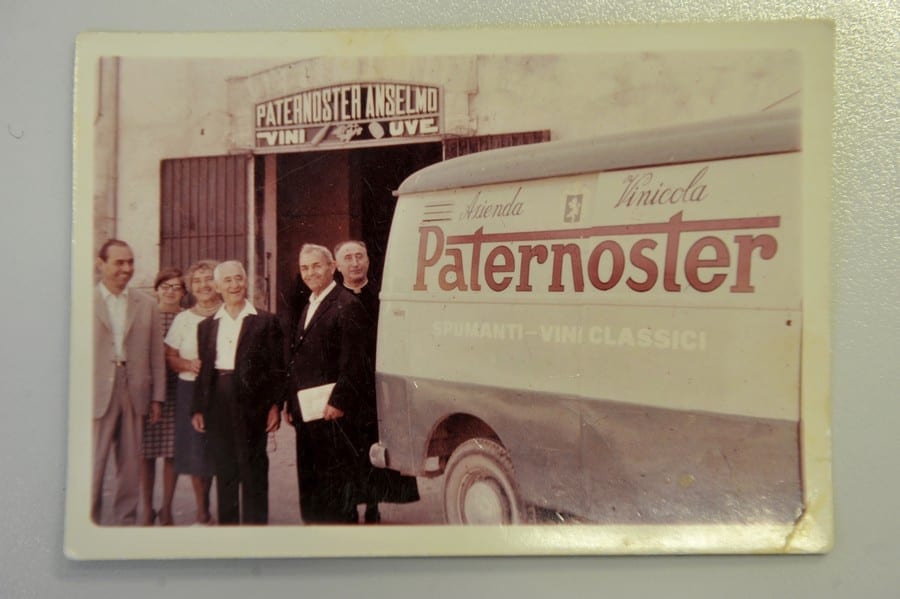 PATERNOSTER ANSELMO
VINI UVE
Azienda Vinicola
Paternoster
SPUMANTI-VINI CLASSICI